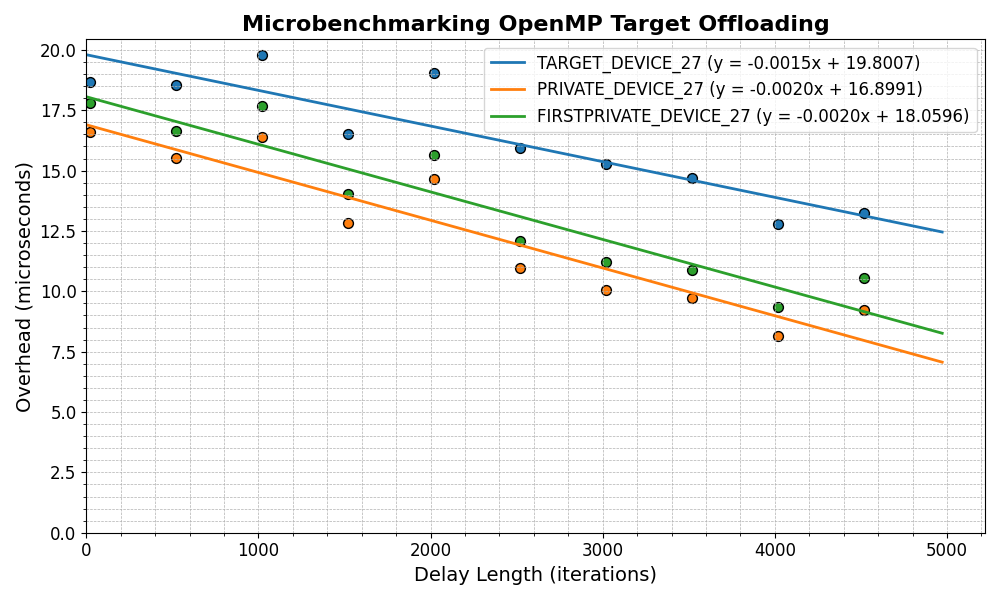 Microbenchmarking OpenMP Target Offloading
TARGET_DEVICE_27 (y = -0.0015x + 19.8007)
PRIVATE_DEVICE_27 (y = -0.0020x + 16.8991)
FIRSTPRIVATE_DEVICE_27 (y = -0.0020x + 18.0596)
Overhead (microseconds)
20.0
17.5
15.0
12.5
10.0
7.5
5.0
2.5
0.0
0 1000 2000 3000 4000 5000
Delay Length (iterations)